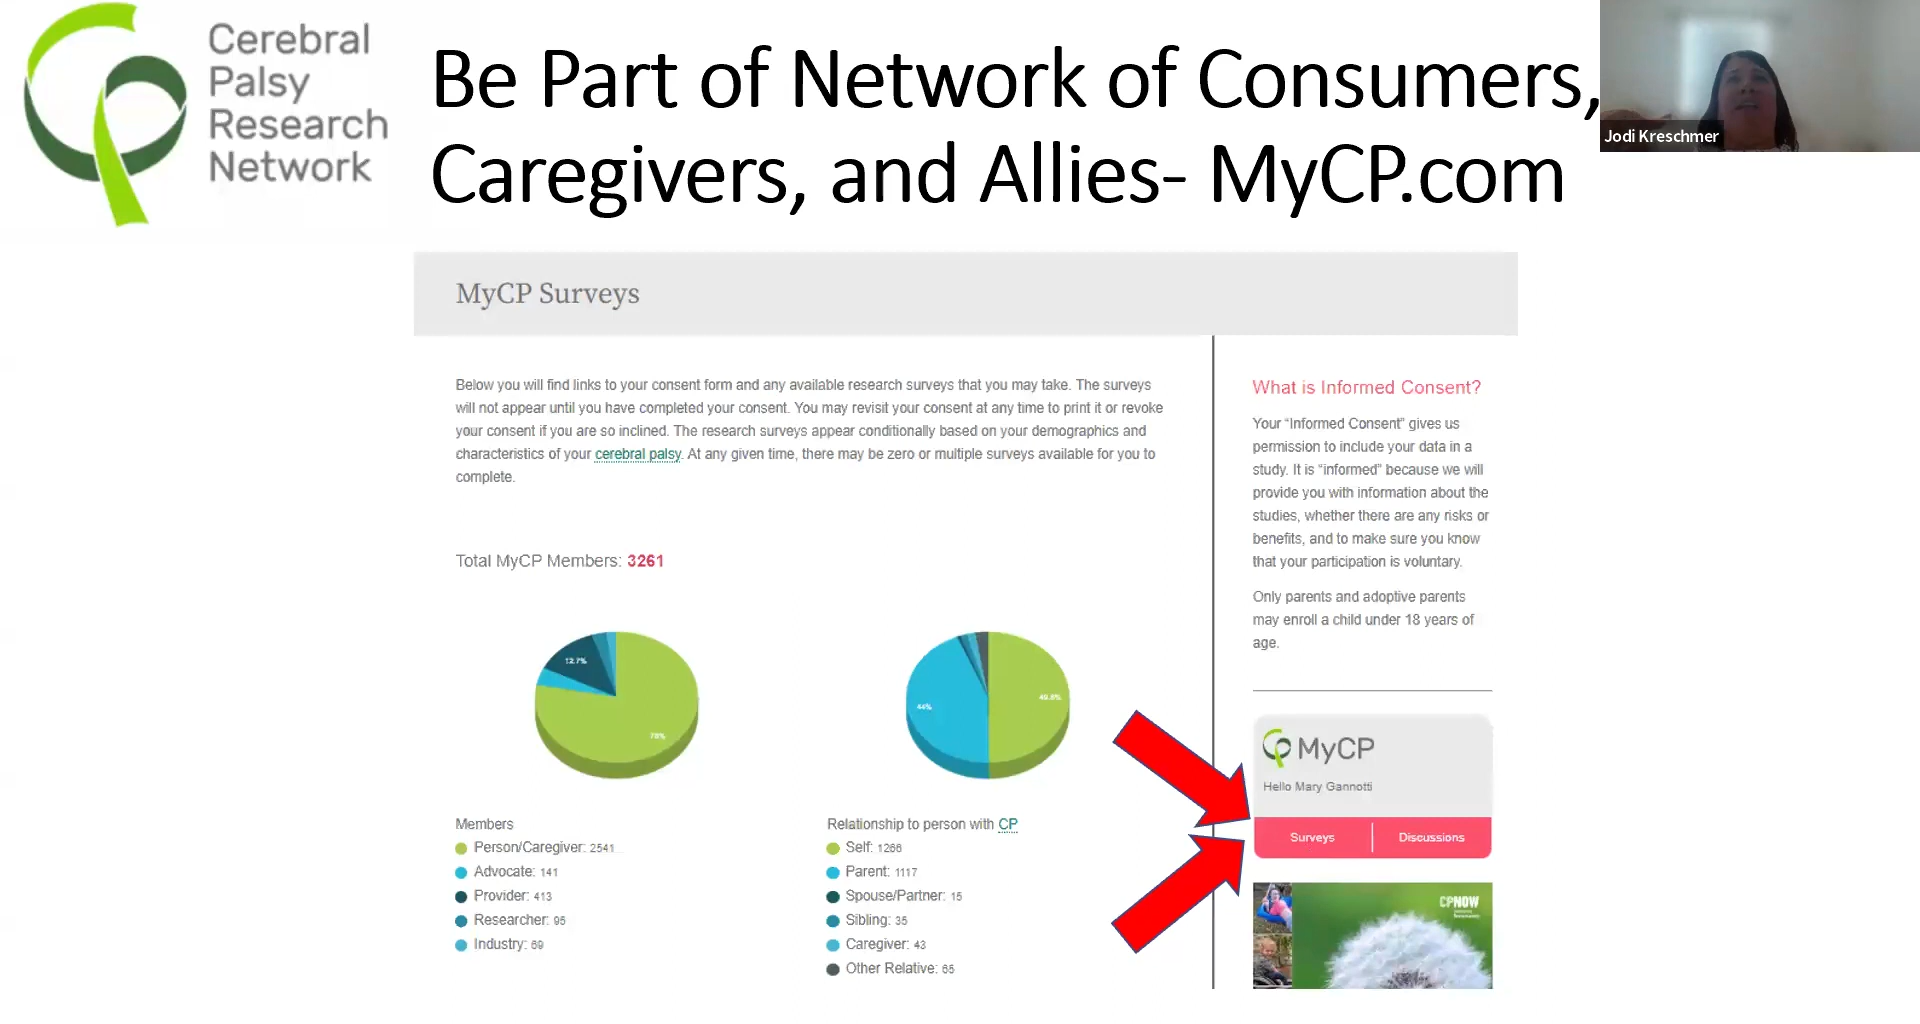 Cerebral
Palsy
Research
Network
Be Part of Network of Consumers,
Caregivers, and Allies- MyCP.com
Jodi Kreschmer
MyCP Surveys
Below you will find links to your consent form and any available research surveys that you may take. The surveys
will not appear until you have completed your consent. You may revisit your consent at any time to print it or revoke
your consent if you are so inclined. The research surveys appear conditionally based on your demographics and
characteristics of your cerebral palsy. At any given time, there may be zero or multiple surveys available for you to
complete.
Total MyCP Members: 3261
12.7%
78%
44%
49.8%
Members
Person/Caregiver: 2541
Advocate: 141
Provider: 413
Researcher: 95
Industry: 69
Relationship to person with CP
Self: 1266
Parent: 1117
Spouse/Partner: 15
Sibling: 35
Caregiver: 43
Other Relative: 65
What is Informed Consent?
Your “Informed Consent” gives us
permission to include your data in a
study. It is “informed” because we will
provide you with information about the
studies, whether there are any risks or
benefits, and to make sure you know
that your participation is voluntary.
Only parents and adoptive parents
may enroll a child under 18 years of
age.
MyCP
Hello Mary Gannotti
Surveys
Discussions
CPNOW